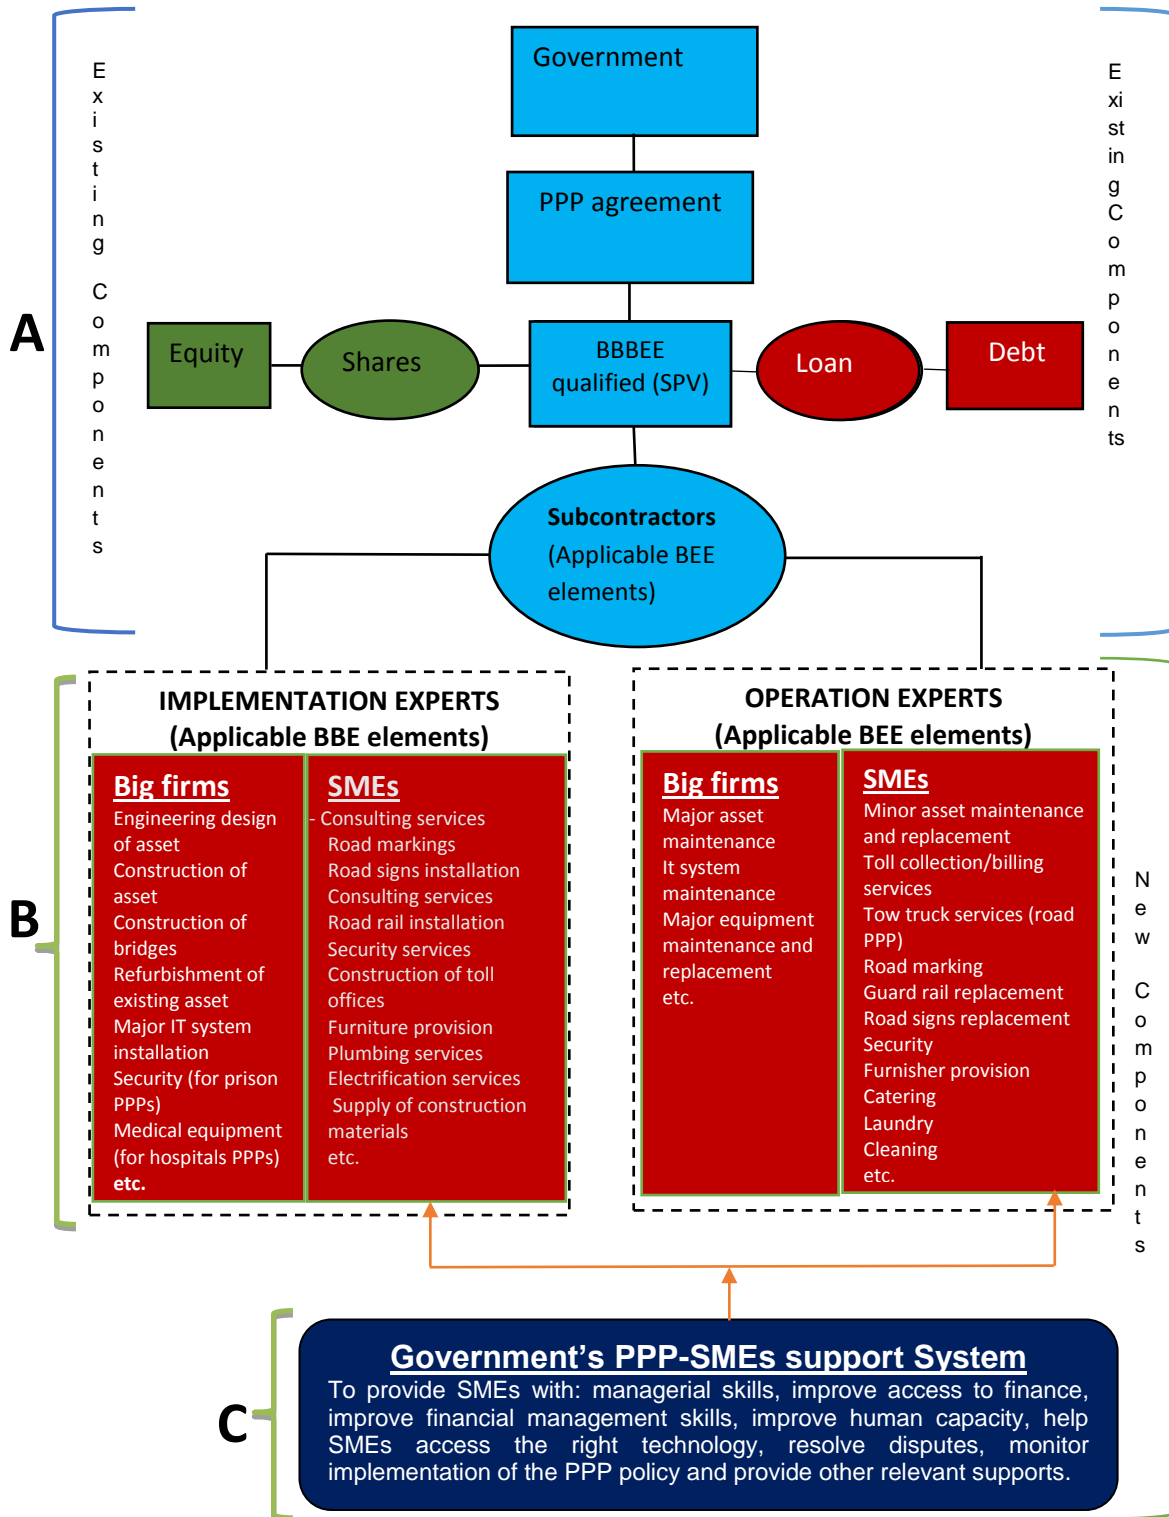 Existing Components
Existing Components
A
Government
PPP agreement
Equity
Shares
BBBEE
qualified (SPV)
Loan
Debt
Subcontractors
(Applicable BEE
elements)
B
New Components
IMPLEMENTATION EXPERTS
(Applicable BBE elements)
Big firms
Engineering design
of asset
Construction of
asset
Construction of
bridges
Refurbishment of
existing asset
Major IT system
installation
Security (for prison
PPPs)
Medical equipment
(for hospitals PPPs)
etc.
SMEs
- Consulting services
Road markings
Road signs installation
Consulting services
Road rail installation
Security services
Construction of toll
offices
Furniture provision
Plumbing services
Electrification services
Supply of construction
materials
etc.
OPERATION EXPERTS
(Applicable BEE elements)
Big firms
Major asset
maintenance
It system
maintenance
Major equipment
maintenance and
replacement
etc.
SMEs
Minor asset maintenance
and replacement
Toll collection/billing
services
Tow truck services (road
PPP)
Road marking
Guard rail replacement
Road signs replacement
Security
Furnisher provision
Catering
Laundry
Cleaning
etc.
C
Government's PPP-SMEs support System
To provide SMEs with: managerial skills, improve access to finance,
improve financial management skills, improve human capacity, help
SMEs access the right technology, resolve disputes, monitor
implementation of the PPP policy and provide other relevant supports.